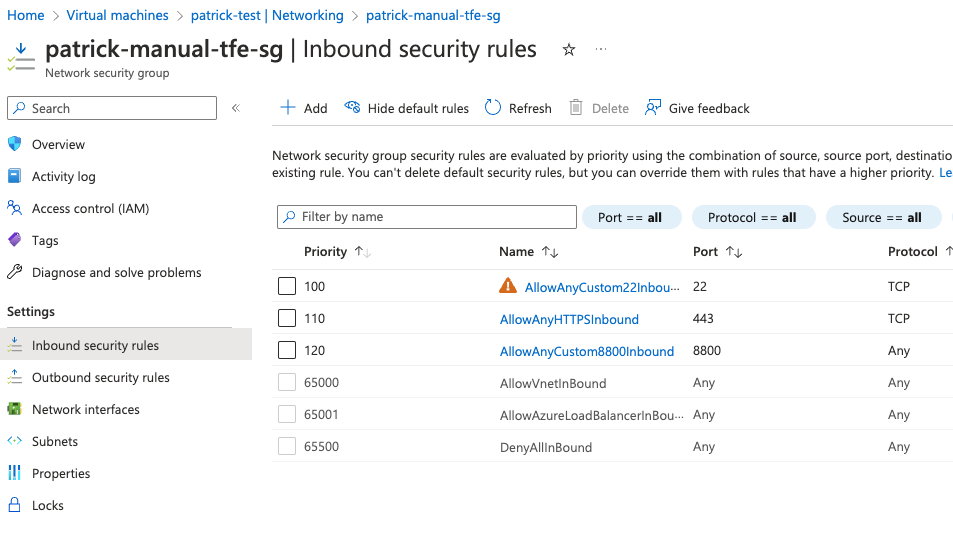 Home > Virtual machines > patrick-test | Networking > patrick-manual-tfe-sg
patrick-manual-tfe-sg | Inbound security rules ☆ ···
Network security group
Search «
Overview
Activity log
Access control (IAM)
Tags
Diagnose and solve problems
Settings
Inbound security rules
Outbound security rules
Network interfaces
Subnets
Properties
Locks
+ Add Hide default rules Refresh Delete Give feedback
Network security group security rules are evaluated by priority using the combination of source, source port, destinatio
existing rule. You can't delete default security rules, but you can override them with rules that have a higher priority. Le
Filter by name Port == all Protocol == all Source == all
Priority ↑↓ Name ↑↓ Port ↑↓ Protocol ↑
100 AllowAnyCustom22Inbou... 22 TCP
110 AllowAnyHTTPSInbound 443 TCP
120 AllowAnyCustom8800Inbound 8800 Any
65000 AllowVnetInBound Any Any
65001 AllowAzureLoadBalancerInBou... Any Any
65500 DenyAllInBound Any Any